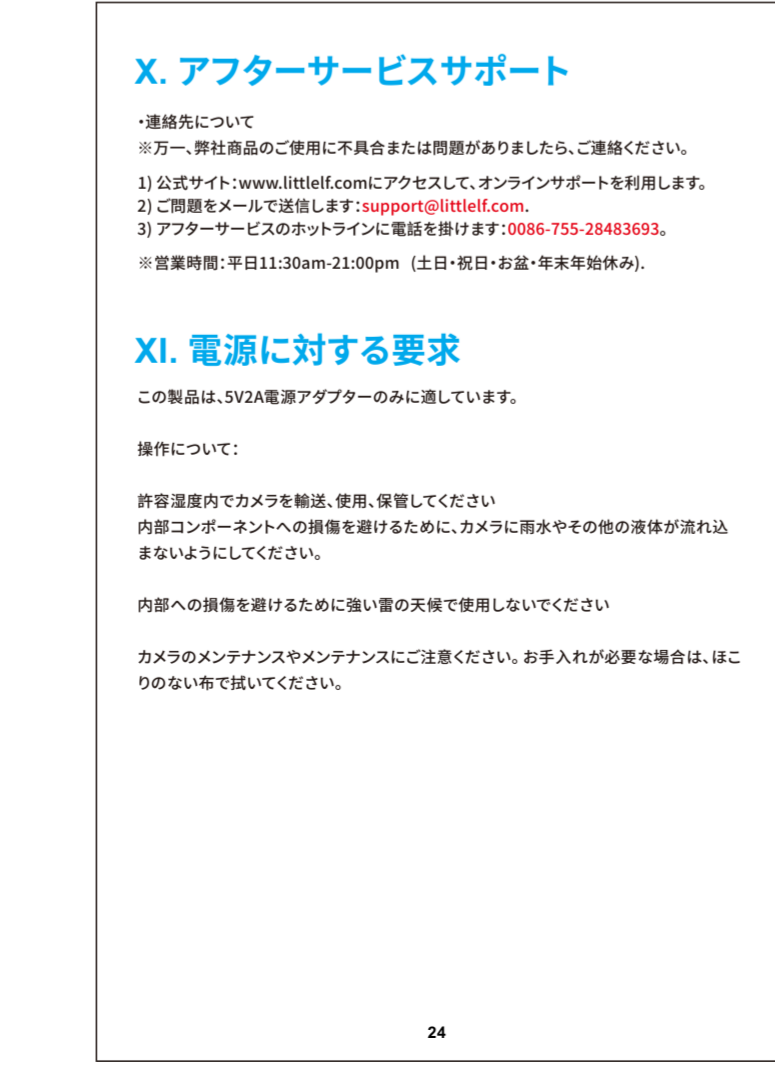 X. アフターサービスサポート
・連絡先について
※万一、弊社商品のご使用に不具合または問題がありましたら、ご連絡ください。
1) 公式サイト：www.littlelf.comにアクセスして、オンラインサポートを利用します。
2) ご問題をメールで送信します：support@littlelf.com.
3) アフターサービスのホットラインに電話を掛けます：0086-755-28483693。
※営業時間：平日11:30am-21:00pm (土日・祝日・お盆・年末年始休み).
XI. 電源に対する要求
この製品は、5V2A電源アダプターのみに適しています。
操作について：
許容湿度内でカメラを輸送、使用、保管してください
内部コンポーネントへの損傷を避けるために、カメラに雨水やその他の液体が流れ込
まないようにしてください。
内部への損傷を避けるために強い雷の天候で使用しないでください
カメラのメンテナンスやメンテナンスにご注意ください。お手入れが必要な場合は、ほこ
りのない布で拭いてください。
24